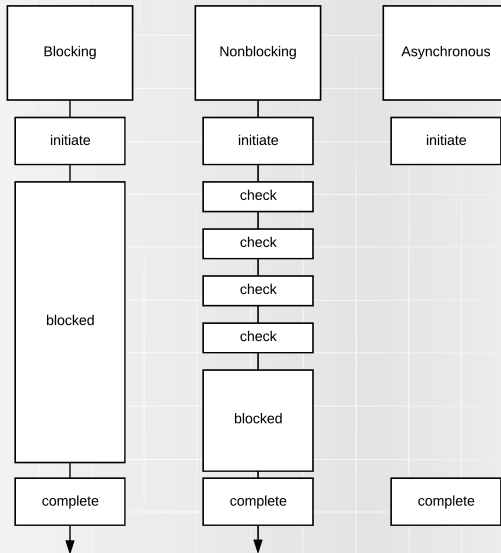 Blocking
initiate
blocked
complete
Nonblocking
initiate
check
check
check
check
blocked
complete
Asynchronous
initiate
complete